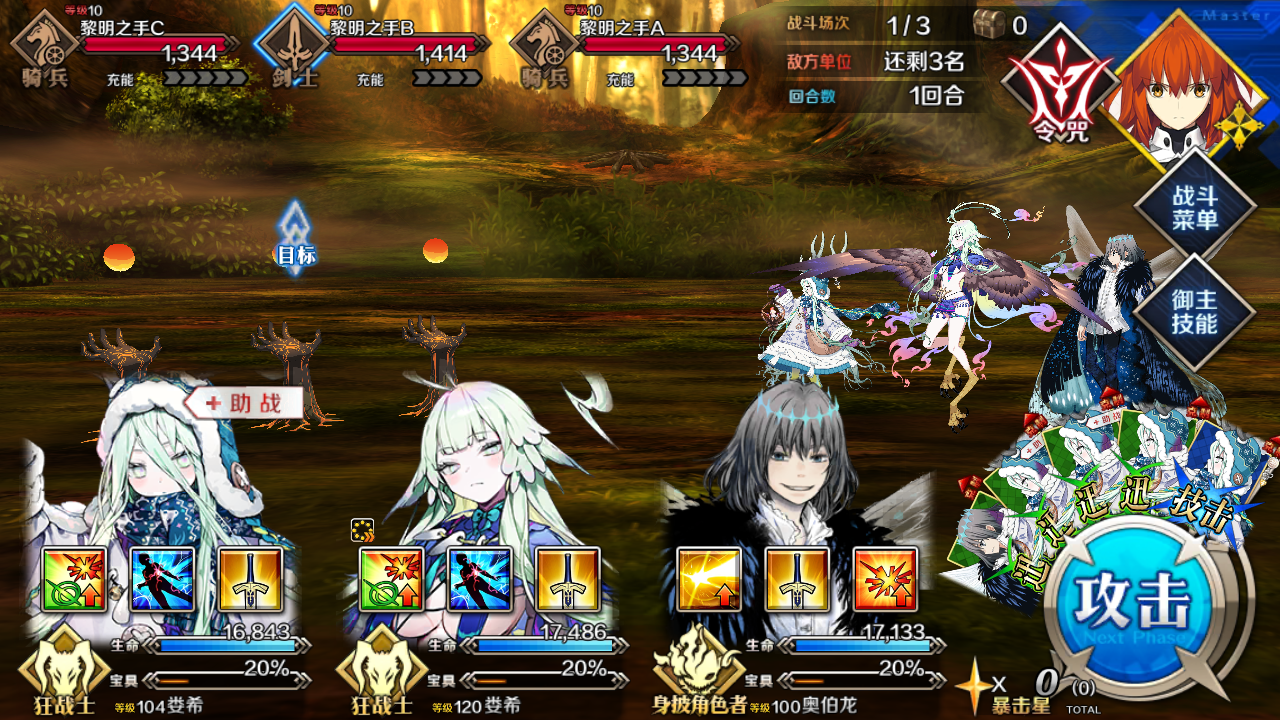 等级10
黎明之手C
1,344
骑兵
充能
等级10
黎明之手B
1,414
剑士
充能
等级10
黎明之手A
1,344
骑兵
充能
战斗场次 1/3
0
敌方单位 还剩3名
回合数 1回合
令咒
Master
战斗
菜单
御主
技能
目标
+助战
迅 迅 迅 迅 技击
攻击
Next Phase
生命 16,843
宝具 20%
狂战士 等级104娄希
生命 17,486
宝具 20%
狂战士 等级120娄希
生命 17,133
宝具 20%
身披角色者 等级100奥伯龙
X 0 (0)
暴击星 TOTAL